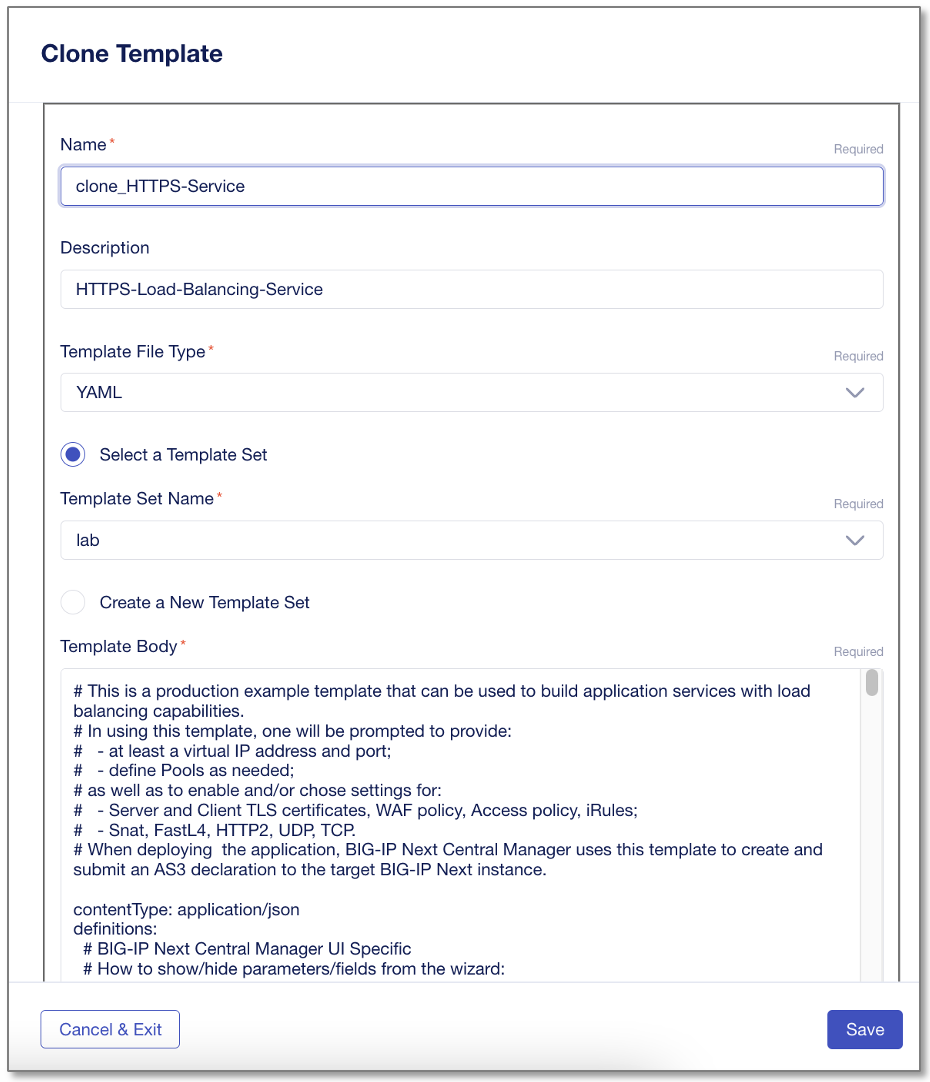 Clone Template
Name*
Required
clone_HTTPS-Service
Description
HTTPS-Load-Balancing-Service
Template File Type*
Required
YAML
Select a Template Set
Template Set Name*
Required
lab
Create a New Template Set
Template Body*
Required
# This is a production example template that can be used to build application services with load
balancing capabilities.
# In using this template, one will be prompted to provide:
#   - at least a virtual IP address and port;
#   - define Pools as needed;
# as well as to enable and/or chose settings for:
#   - Server and Client TLS certificates, WAF policy, Access policy, iRules;
#   - Snat, FastL4, HTTP2, UDP, TCP.
# When deploying  the application, BIG-IP Next Central Manager uses this template to create and
submit an AS3 declaration to the target BIG-IP Next instance.
contentType: application/json
definitions:
  # BIG-IP Next Central Manager UI Specific
  # How to show/hide parameters/fields from the wizard:
Cancel & Exit
Save